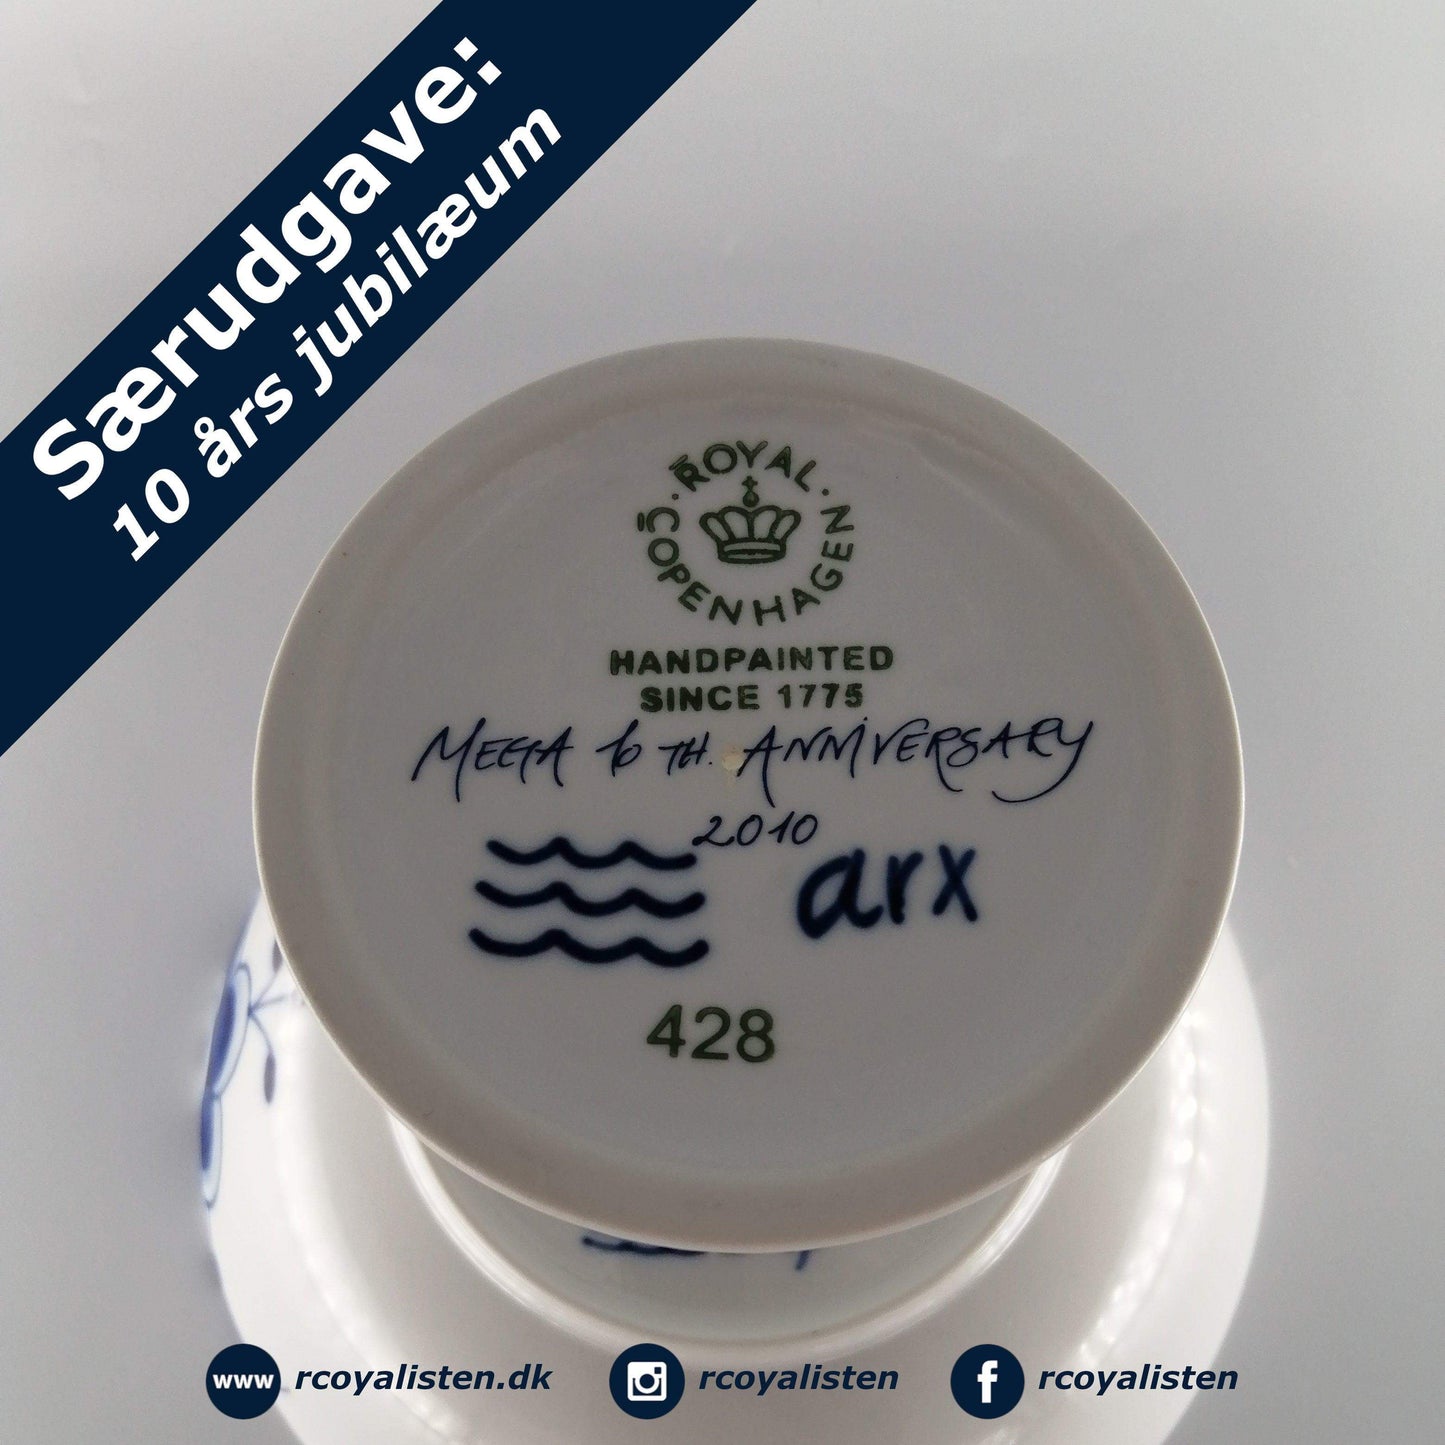 Særudgave:
10 års jubilæum
ROYAL
COPENHAGEN
HANDPAINTED
SINCE 1775
MEGA 10 TH. ANNIVERSARY
2010
arx
428
www rcoyalisten.dk
rcoyalisten
rcoyalisten